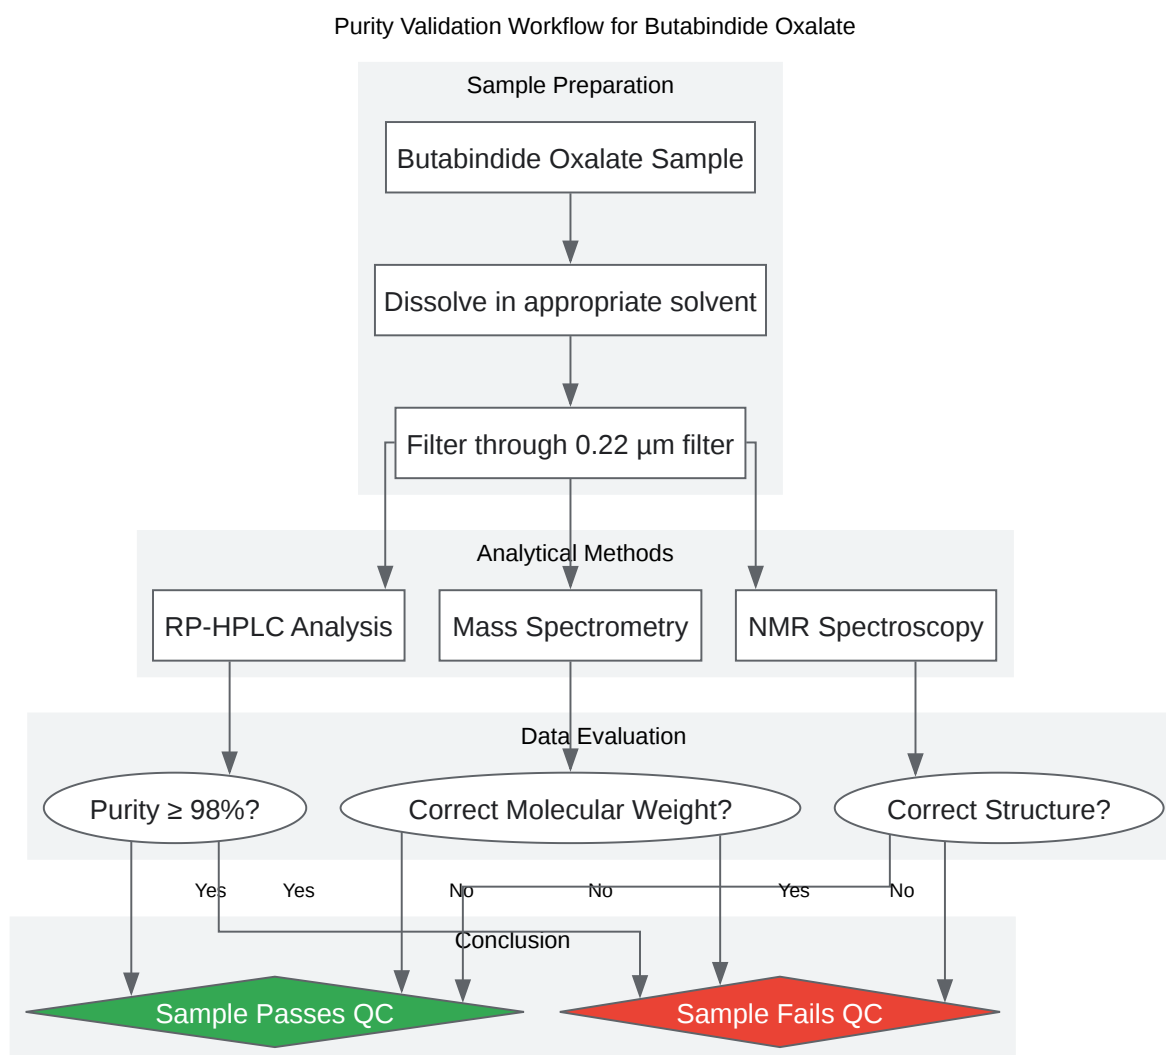 Purity Validation Workflow for Butabindide Oxalate
Sample Preparation
Butabindide Oxalate Sample
Dissolve in appropriate solvent
Filter through 0.22 µm filter
Analytical Methods
RP-HPLC Analysis
Mass Spectrometry
NMR Spectroscopy
Data Evaluation
Purity ≥ 98%?
Correct Molecular Weight?
Correct Structure?
Yes
Yes
No
No
Yes
No
Conclusion
Sample Passes QC
Sample Fails QC